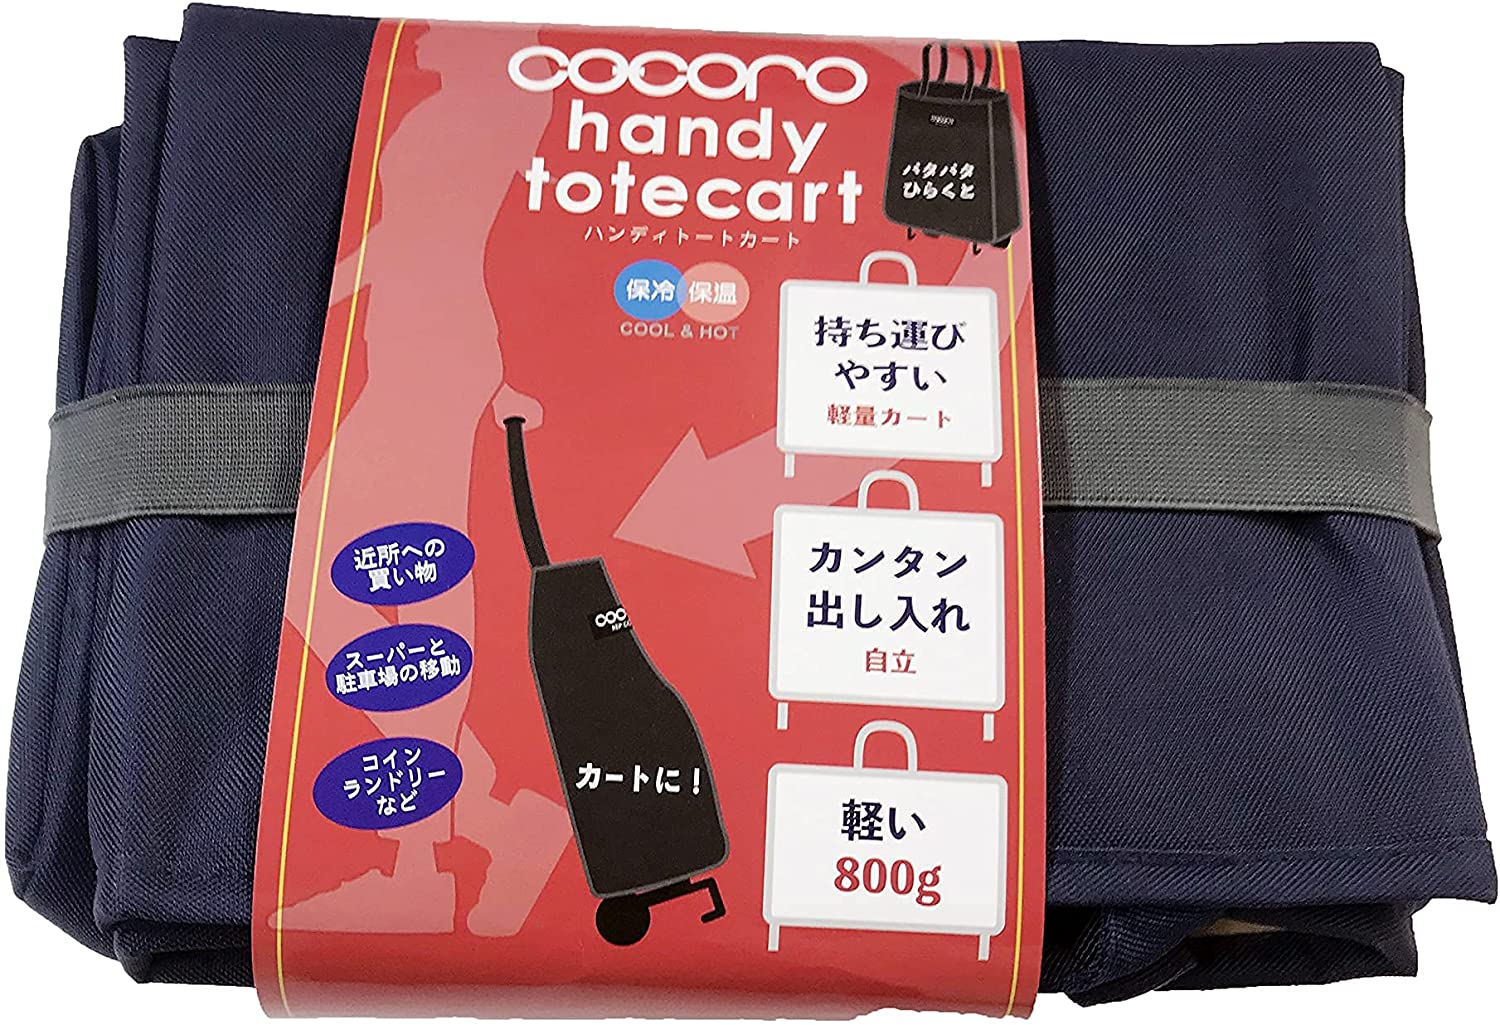 cocoro
handy
totecart
ハンディトートカート
保冷 保温
COOL & HOT
パタパタ
ひらくと
持ち運び
やすい
軽量カート
カンタン
出し入れ
自立
軽い
800g
近所への
買い物
スーパーと
駐車場の移動
コイン
ランドリー
など
カートに！